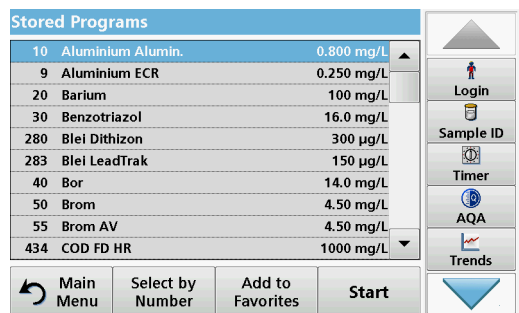 Stored Programs
10 Aluminium Alumin. 0.800 mg/L
9 Aluminium ECR 0.250 mg/L
20 Barium 100 mg/L
30 Benzotriazol 16.0 mg/L
280 Blei Dithizon 300 µg/L
283 Blei LeadTrak 150 µg/L
40 Bor 14.0 mg/L
50 Brom 4.50 mg/L
55 Brom AV 4.50 mg/L
434 COD FD HR 1000 mg/L
Login
Sample ID
Timer
AQA
Trends
Main
Menu
Select by
Number
Add to
Favorites
Start